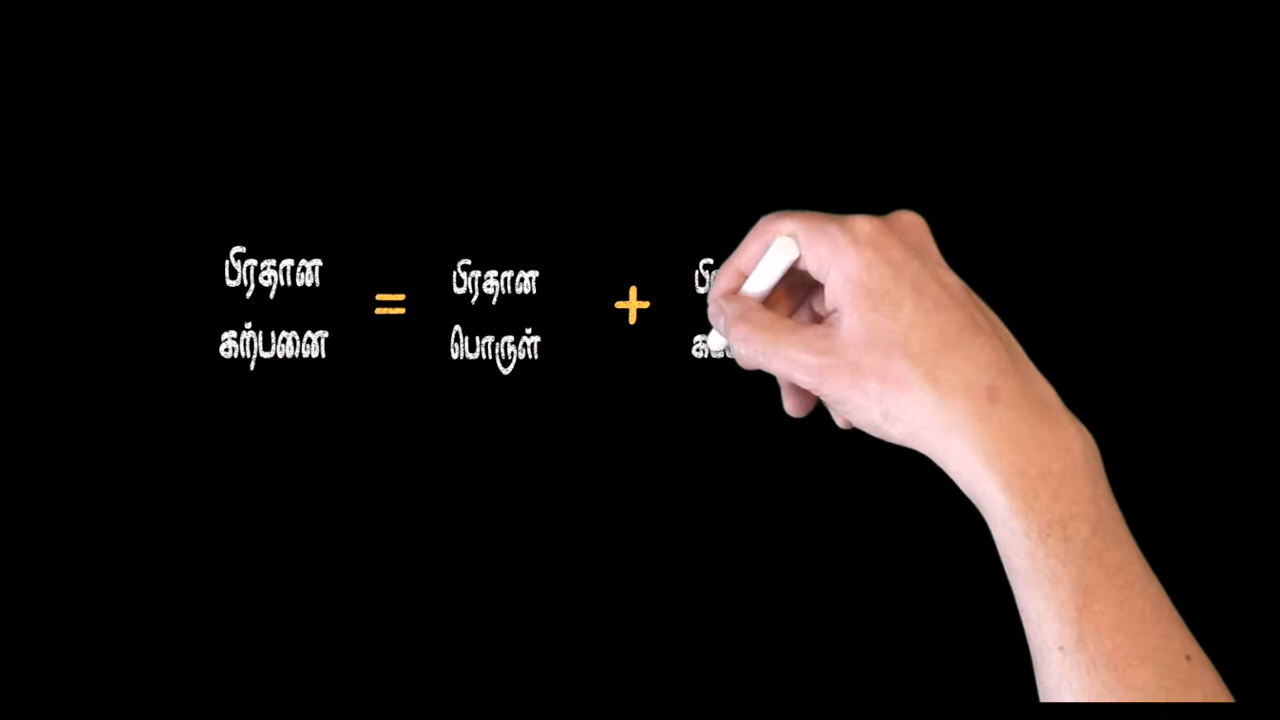 பிரதான = பிரதான +
கற்பனை பொருள்